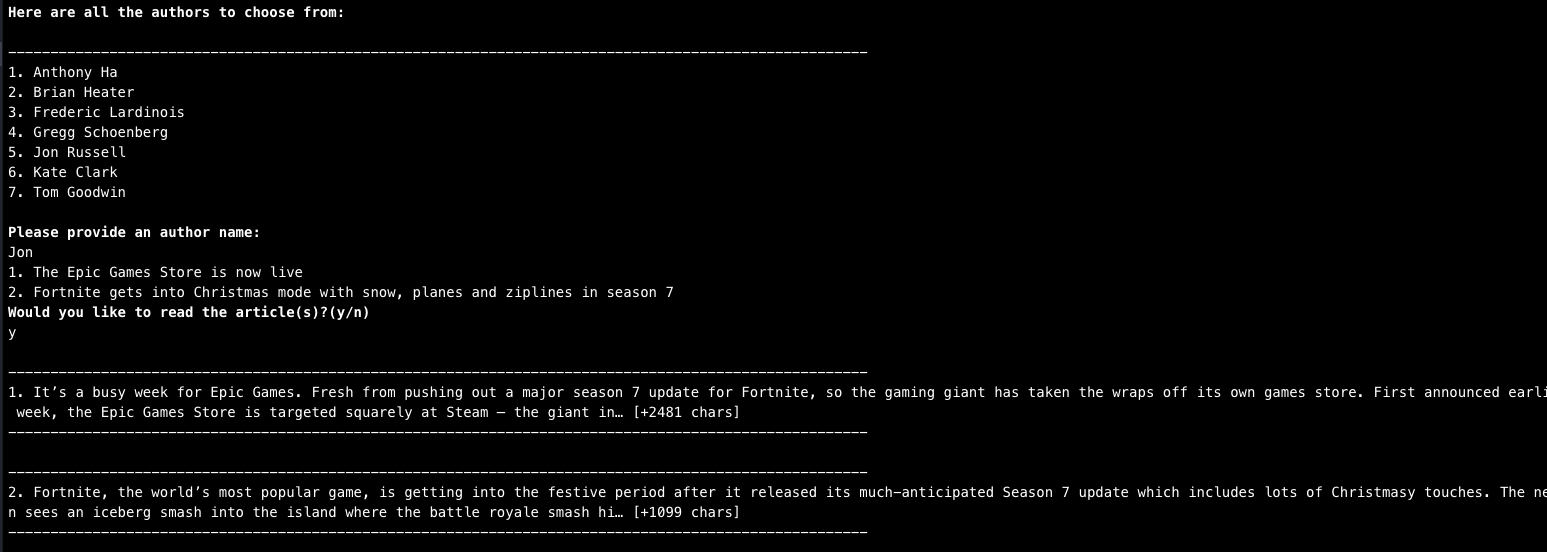 Here are all the authors to choose from:
————————————————————————————————————————————————————————————————————————————————————————————————————————
1. Anthony Ha
2. Brian Heater
3. Frederic Lardinois
4. Gregg Schoenberg
5. Jon Russell
6. Kate Clark
7. Tom Goodwin
Please provide an author name:
Jon
1. The Epic Games Store is now live
2. Fortnite gets into Christmas mode with snow, planes and ziplines in season 7
Would you like to read the article(s)?(y/n)
y
————————————————————————————————————————————————————————————————————————————————————————————————————————
1. It’s a busy week for Epic Games. Fresh from pushing out a major season 7 update for Fortnite, so the gaming giant has taken the wraps off its own games store. First announced earli
week, the Epic Games Store is targeted squarely at Steam — the giant in… [+2481 chars]
————————————————————————————————————————————————————————————————————————————————————————————————————————
————————————————————————————————————————————————————————————————————————————————————————————————————————
2. Fortnite, the world’s most popular game, is getting into the festive period after it released its much-anticipated Season 7 update which includes lots of Christmasy touches. The ne
n sees an iceberg smash into the island where the battle royale smash hi… [+1099 chars]
————————————————————————————————————————————————————————————————————————————————————————————————————————